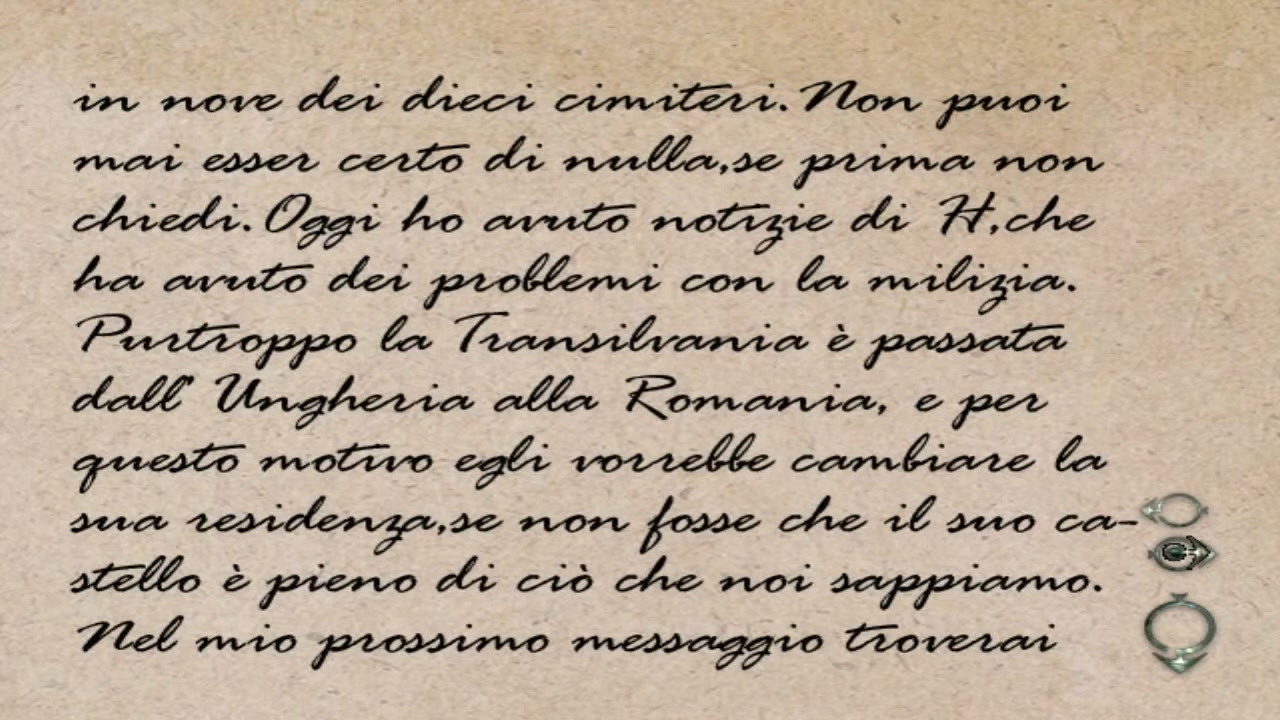 in nove dei dieci cimiteri. Non puoi
mai esser certo di nulla,se prima non
chiedi. Oggi ho avuto notizie di H,che
ha avuto dei problemi con la milizia.
Purtroppo la Transilvania è passata
dall' Ungheria alla Romania, e per
questo motivo egli vorrebbe cambiare la
sua residenza,se non fosse che il suo ca-
stello è pieno di ciò che noi sappiamo.
Nel mio prossimo messaggio troverai